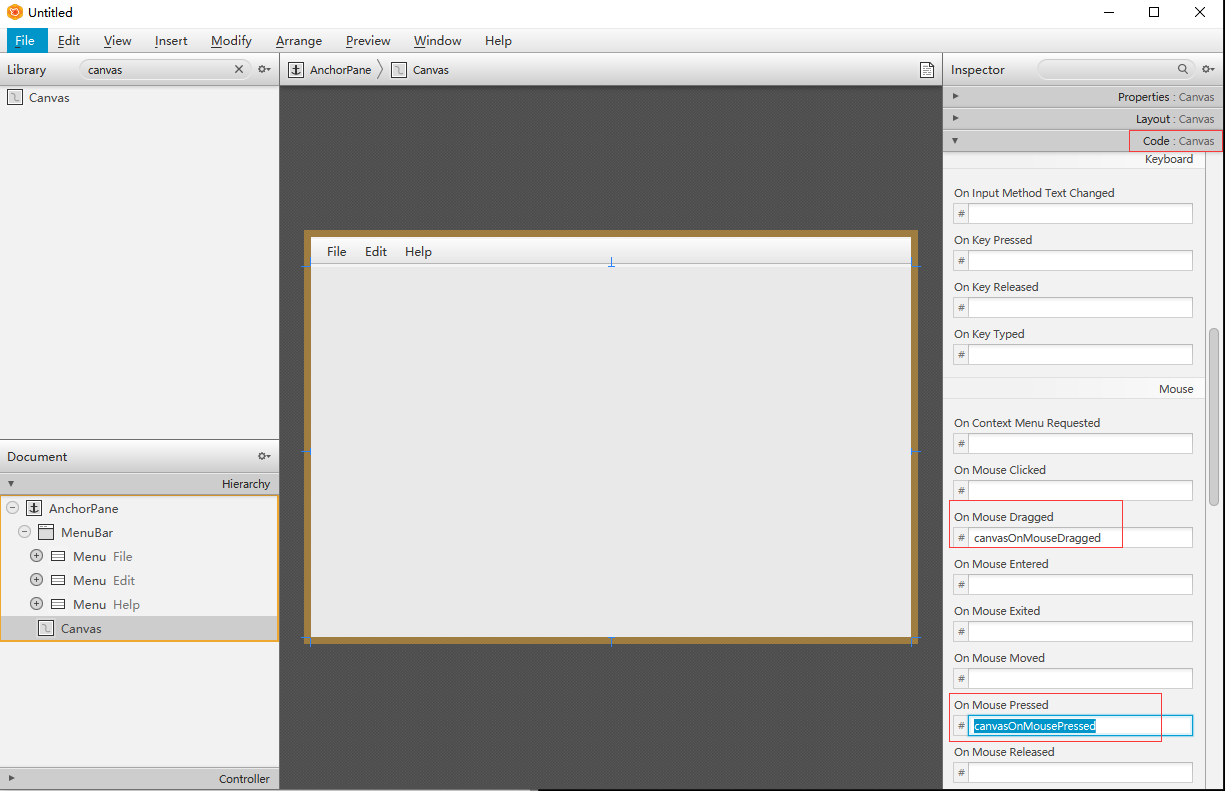 Untitled
File Edit View Insert Modify Arrange Preview Window Help
Library canvas
Canvas
AnchorPane Canvas
File Edit Help
Document
Hierarchy
AnchorPane
MenuBar
Menu File
Menu Edit
Menu Help
Canvas
Controller
Inspector
Properties : Canvas
Layout : Canvas
Code : Canvas
Keyboard
On Input Method Text Changed
#
On Key Pressed
#
On Key Released
#
On Key Typed
#
Mouse
On Context Menu Requested
#
On Mouse Clicked
#
On Mouse Dragged
# canvasOnMouseDragged
On Mouse Entered
#
On Mouse Exited
#
On Mouse Moved
#
On Mouse Pressed
# canvasOnMousePressed
On Mouse Released
#